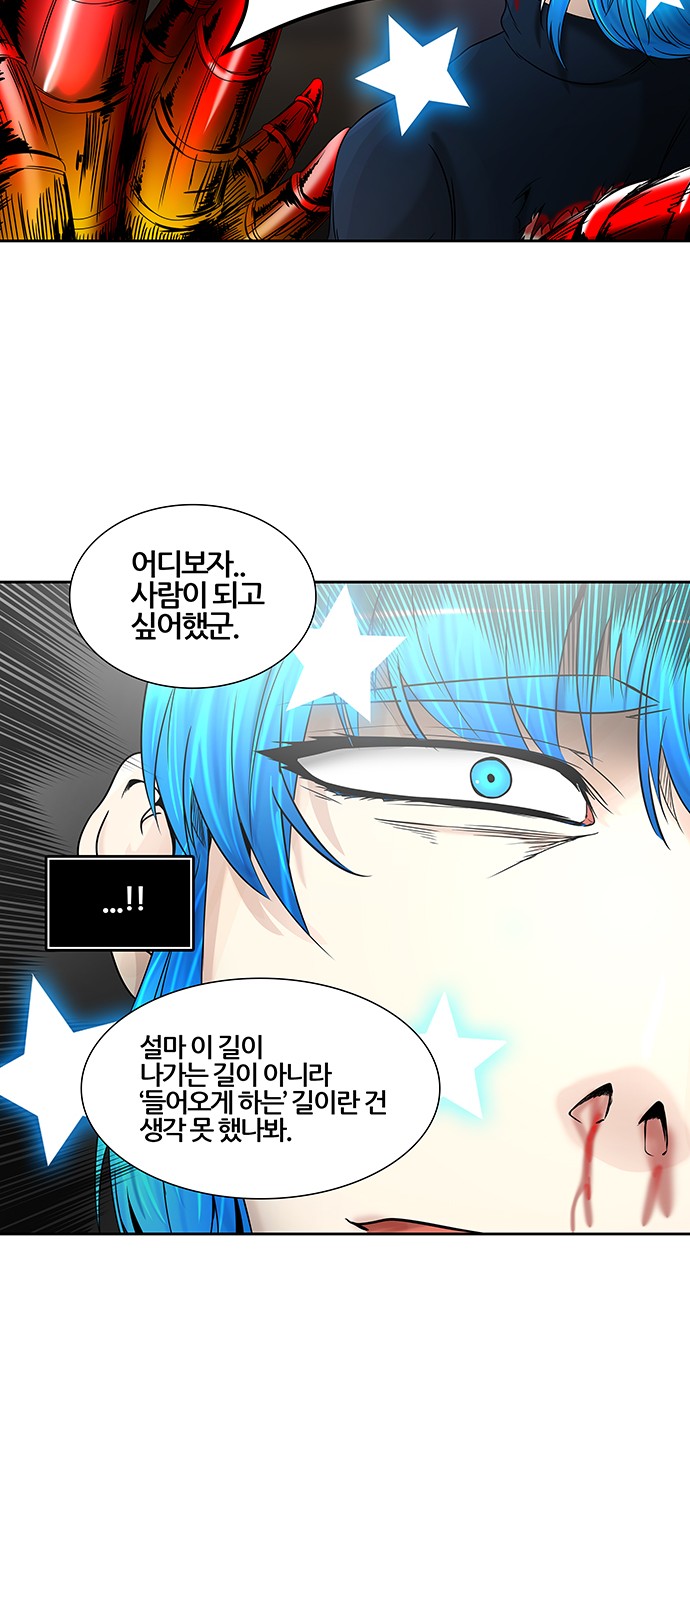 어디보자..
사람이 되고
싶어했군.
...!!
설마 이 길이
나가는 길이 아니라
‘들어오게 하는’ 길이란 건
생각 못 했나봐.